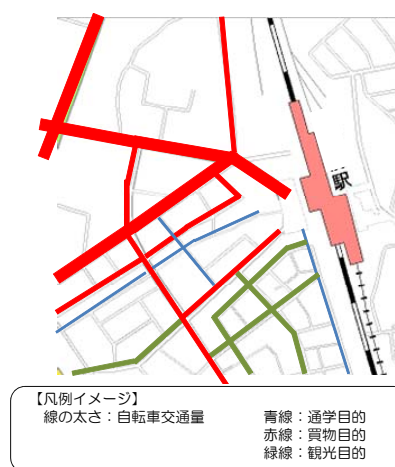 駅
【凡例イメージ】
線の太さ：自転車交通量
青線：通学目的
赤線：買物目的
緑線：観光目的